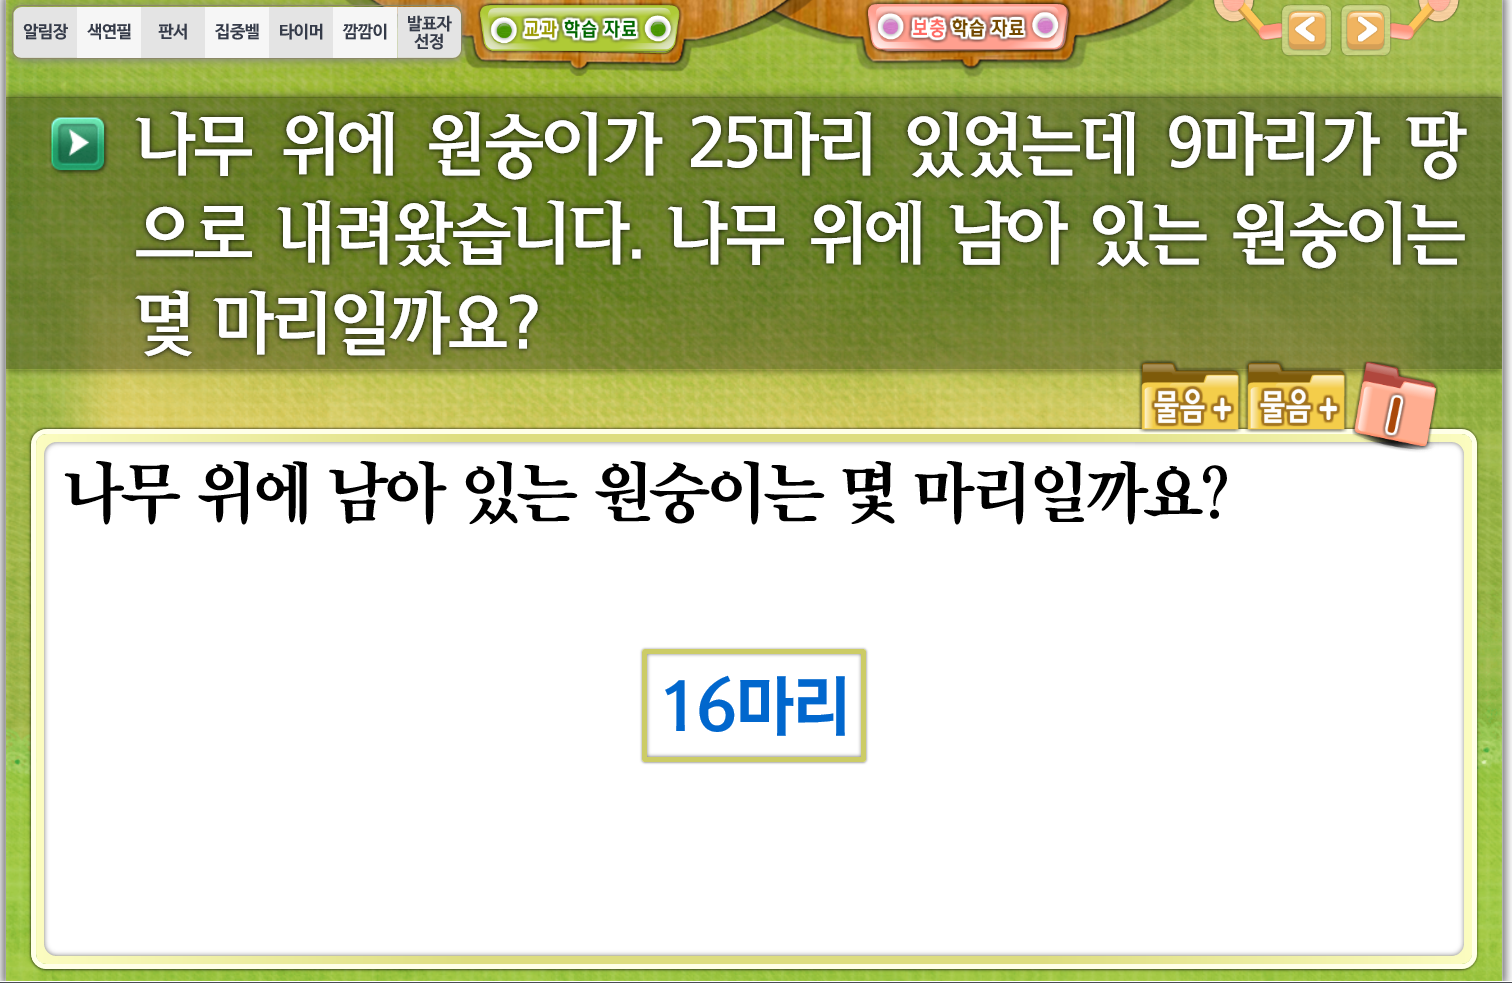 알림장 색연필 판서 집중벨 타이머 깜깜이 발표자 선정
교과 학습 자료
보충 학습 자료
나무 위에 원숭이가 25마리 있었는데 9마리가 땅
으로 내려왔습니다. 나무 위에 남아 있는 원숭이는
몇 마리일까요?
물음+ 물음+
나무 위에 남아 있는 원숭이는 몇 마리일까요?
16마리